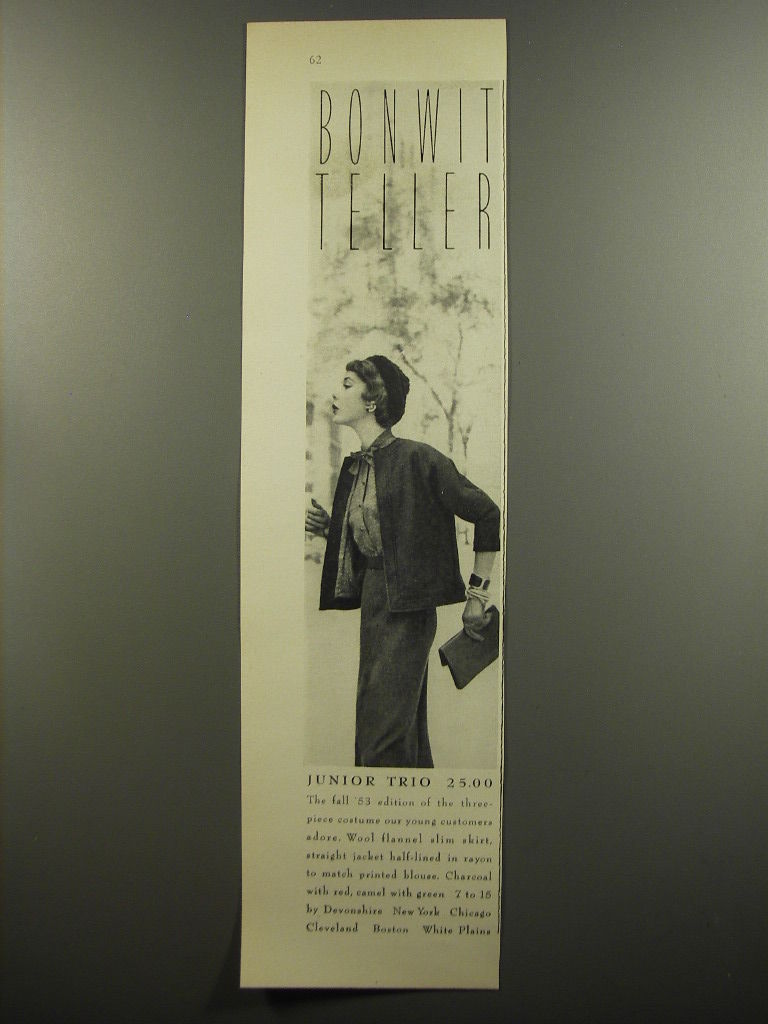 62
BONWIT
TELLER
JUNIOR TRIO 25.00
The fall '53 edition of the three-
piece costume our young customers
adore. Wool flannel slim skirt,
straight jacket half-lined in rayon
to match printed blouse. Charcoal
with red, camel with green 7 to 15
by Devonshire New York Chicago
Cleveland Boston White Plains